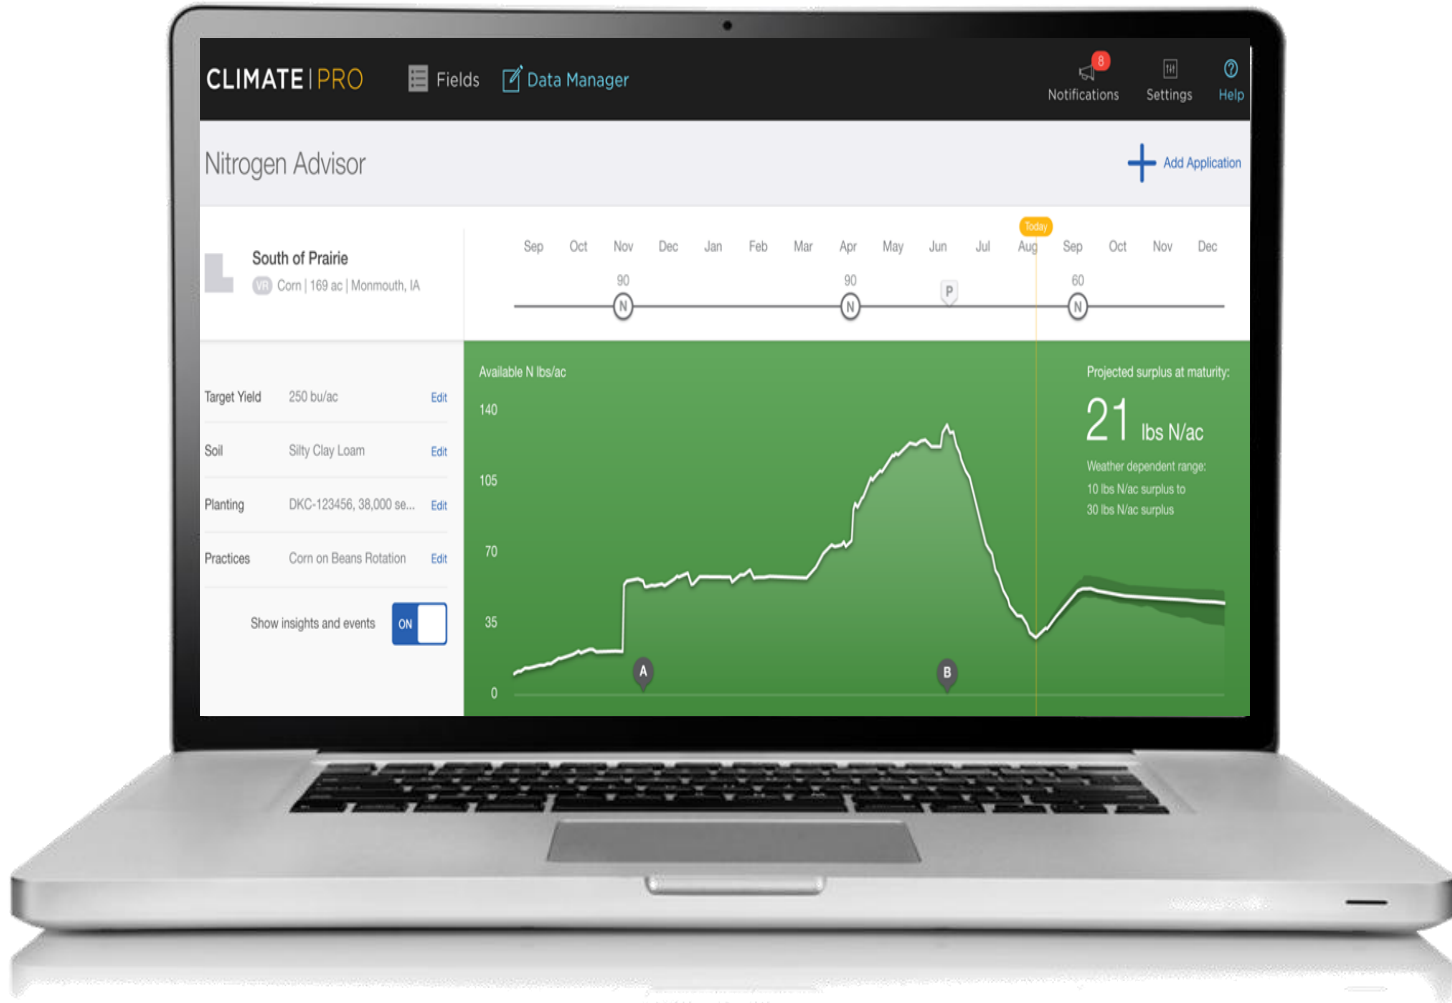 CLIMATE | PRO
Fields
Data Manager
8
Notifications
Settings
?
Help
Nitrogen Advisor
Add Application
South of Prairie
VR Corn | 169 ac | Monmouth, IA
Today
Sep Oct Nov Dec Jan Feb Mar Apr May Jun Jul Aug Sep Oct Nov Dec
90 90 60
N N P N
Target Yield 250 bu/ac Edit
Soil Silty Clay Loam Edit
Planting DKC-123456, 38,000 se... Edit
Practices Corn on Beans Rotation Edit
Show insights and events ON
Available N lbs/ac
140
105
70
35
0
A B
Projected surplus at maturity:
21 lbs N/ac
Weather dependent range:
10 lbs N/ac surplus to
30 lbs N/ac surplus